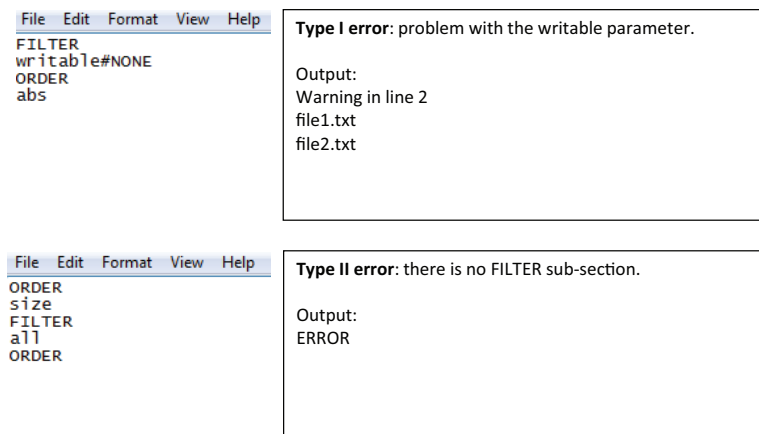 File Edit Format View Help
FILTER
writable#NONE
ORDER
abs
Type I error: problem with the writable parameter.
Output:
Warning in line 2
file1.txt
file2.txt
File Edit Format View Help
ORDER
size
FILTER
all
ORDER
Type II error: there is no FILTER sub-section.
Output:
ERROR